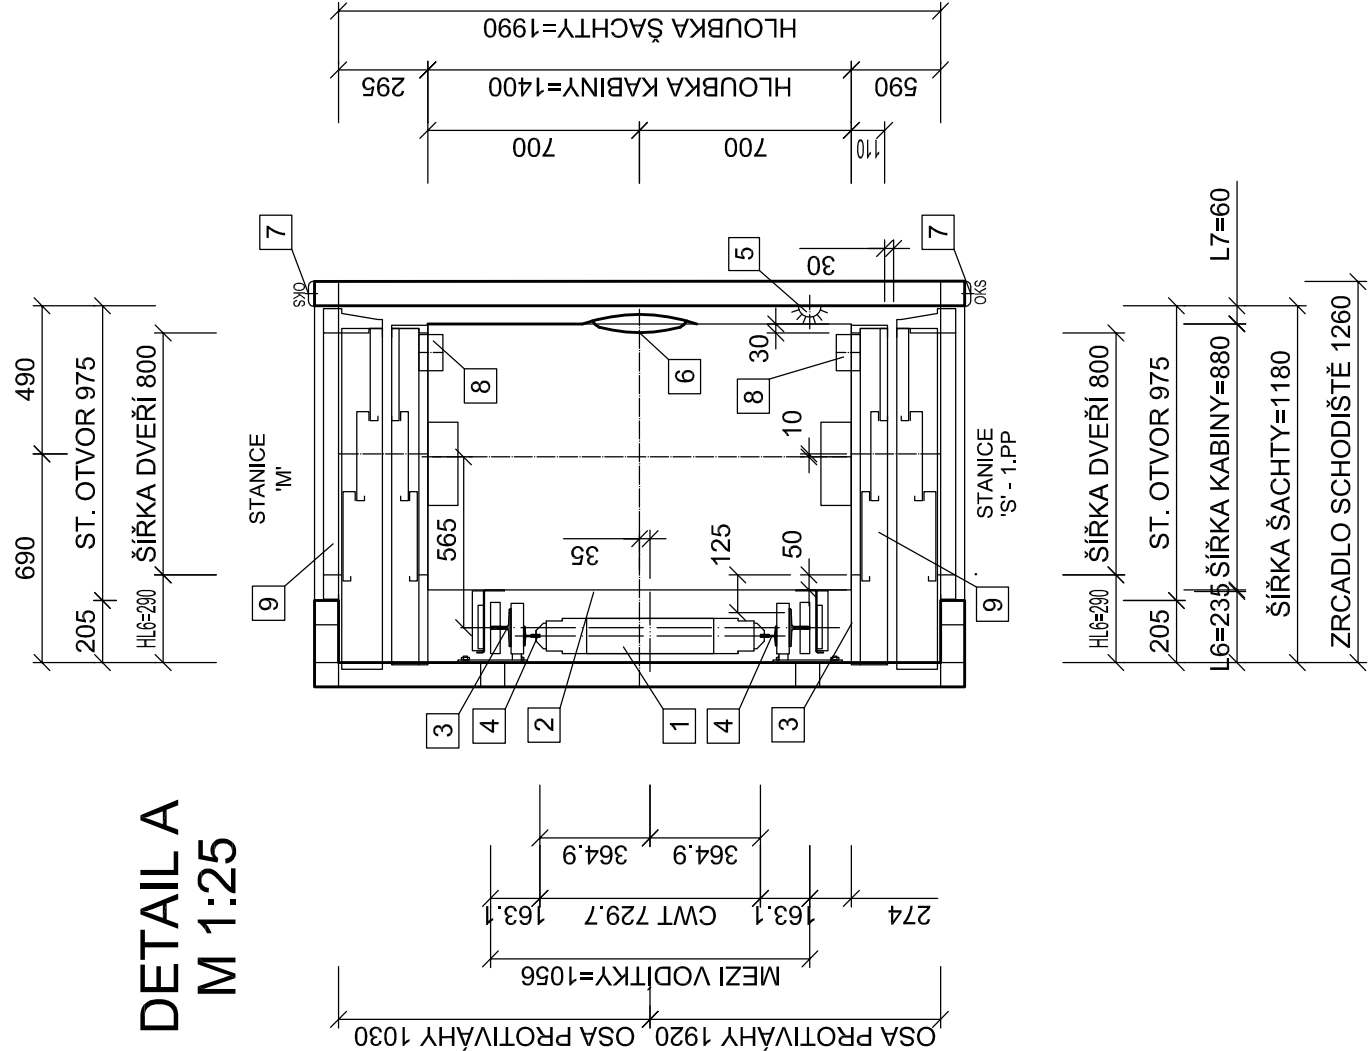 DETAIL A
M 1:25
HLOUBKA ŠACHTY=1990
295
HLOUBKA KABINY=1400
590
700
700
110
7
OKS
5
30
7
OKS
L7=60
490
690
ST. OTVOR 975
205
ŠÍŘKA DVEŘÍ 800
HL6=290
STANICE
'M'
9
8
6
30
8
10
565
35
125
50
STANICE
'S' - 1.PP
9
ŠÍŘKA DVEŘÍ 800
HL6=290
ST. OTVOR 975
205
ŠÍŘKA KABINY=880
L6=235
ŠÍŘKA ŠACHTY=1180
ZRCADLO SCHODIŠTĚ 1260
3
4
2
1
4
3
364.9
364.9
163.1
CWT 729.7
163.1
274
MEZI VODÍTKY=1056
OSA PROTIVÁHY 1030
OSA PROTIVÁHY 1920